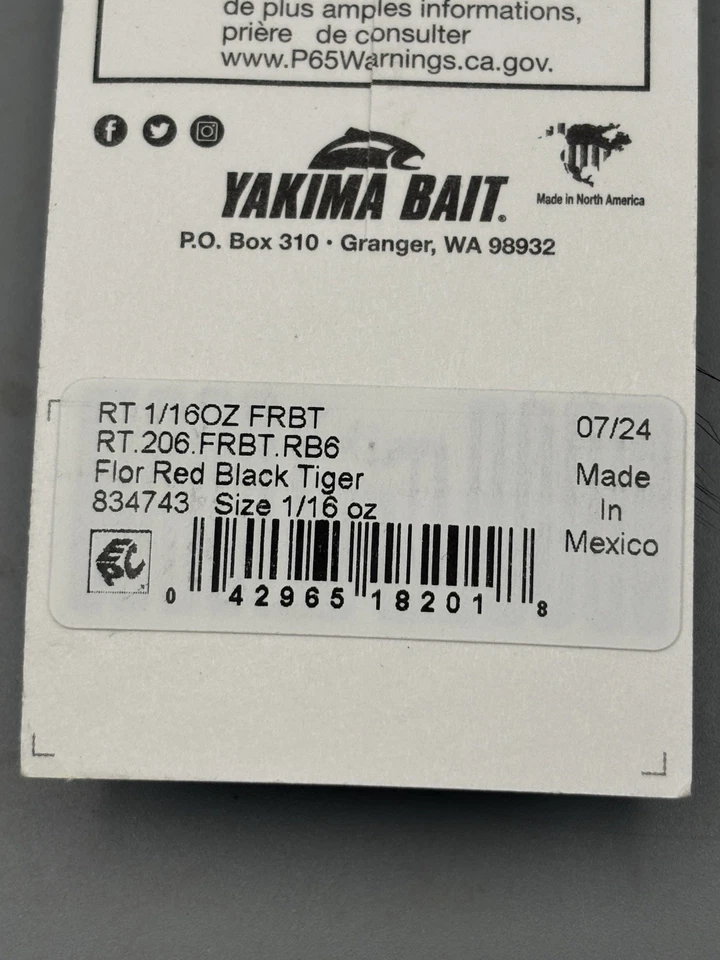 de plus amples informations,
prière de consulter
www.P65Warnings.ca.gov.
YAKIMA BAIT®
Made in North America
P.O. Box 310 • Granger, WA 98932
RT 1/16OZ FRBT
RT.206.FRBT.RB6
Flor Red Black Tiger
834743 Size 1/16 oz
07/24
Made
In
Mexico
0 42965 18201 8